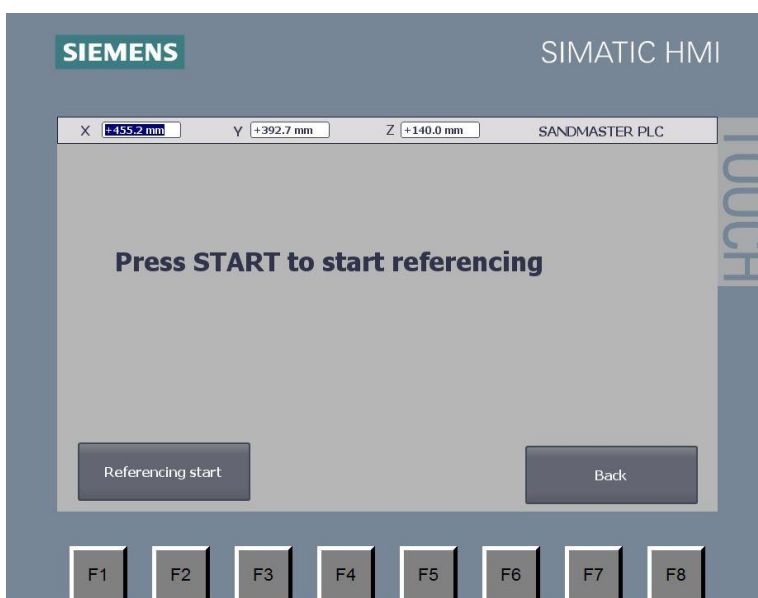 SIEMENS SIMATIC HMI
X +455.2 mm Y +392.7 mm Z +140.0 mm SANDMASTER PLC
TOUCH
Press START to start referencing
Referencing start Back
F1 F2 F3 F4 F5 F6 F7 F8